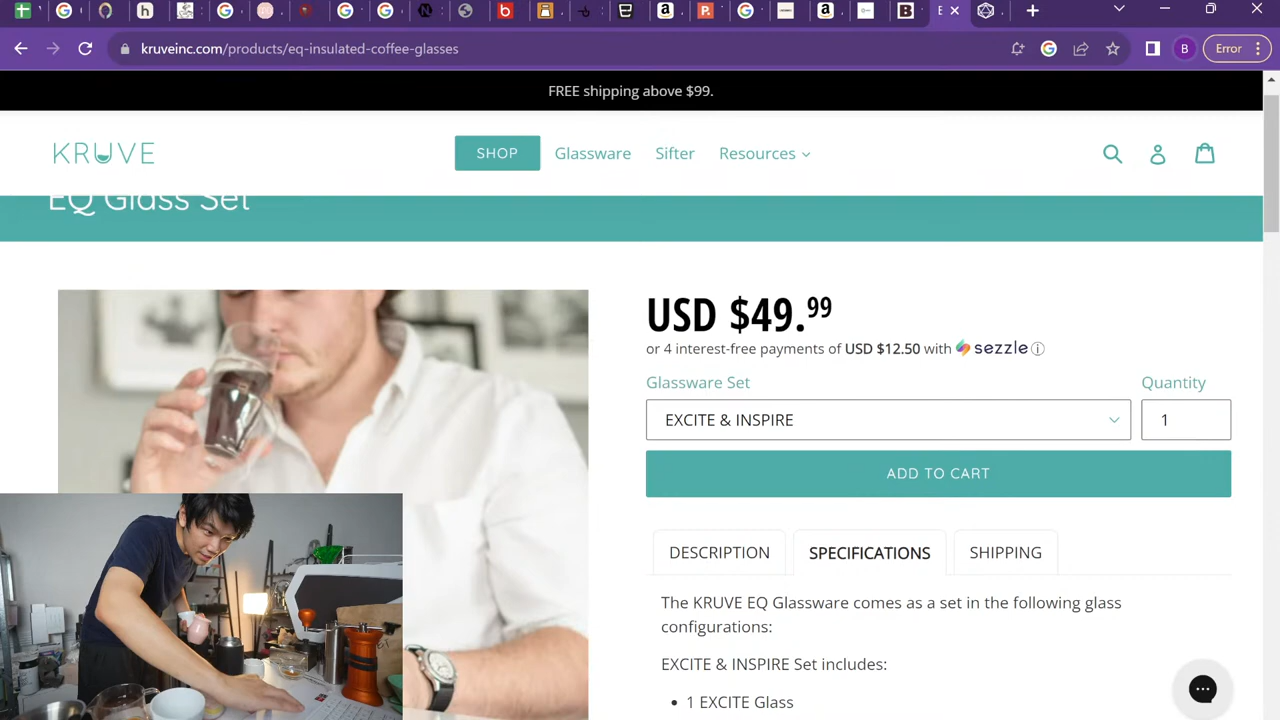 kruveinc.com/products/eq-insulated-coffee-glasses
B
Error
FREE shipping above $99.
KRUVE
SHOP
Glassware
Sifter
Resources
EQ Glass Set
USD $49.99
or 4 interest-free payments of USD $12.50 with sezzle
Glassware Set
Quantity
EXCITE & INSPIRE
1
ADD TO CART
DESCRIPTION
SPECIFICATIONS
SHIPPING
The KRUVE EQ Glassware comes as a set in the following glass
configurations:
EXCITE & INSPIRE Set includes:
• 1 EXCITE Glass